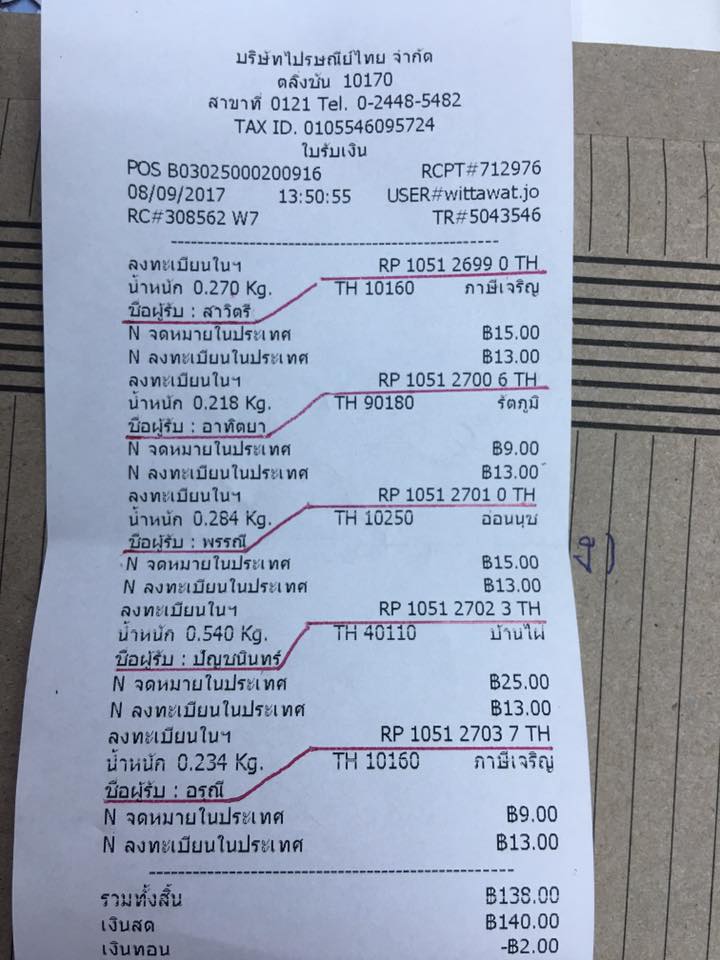 บริษัทไปรษณีย์ไทย จำกัด
ตลิ่งชัน 10170
สาขาที่ 0121 Tel. 0-2448-5482
TAX ID. 0105546095724
ใบรับเงิน
POS B03025000200916 RCPT#712976
08/09/2017 13:50:55 USER#wittawat.jo
RC#308562 W7 TR#5043546
ลงทะเบียนในฯ RP 1051 2699 0 TH
น้ำหนัก 0.270 Kg. TH 10160 ภาษีเจริญ
ชื่อผู้รับ : สาวิตรี
N จดหมายในประเทศ ฿15.00
N ลงทะเบียนในประเทศ ฿13.00
ลงทะเบียนในฯ RP 1051 2700 6 TH
น้ำหนัก 0.218 Kg. TH 90180 รัตภูมิ
ชื่อผู้รับ : อาทิตยา
N จดหมายในประเทศ ฿9.00
N ลงทะเบียนในประเทศ ฿13.00
ลงทะเบียนในฯ RP 1051 2701 0 TH
น้ำหนัก 0.284 Kg. TH 10250 อ่อนนุช
ชื่อผู้รับ : พรรณี
N จดหมายในประเทศ ฿15.00
N ลงทะเบียนในประเทศ ฿13.00
ลงทะเบียนในฯ RP 1051 2702 3 TH
น้ำหนัก 0.540 Kg. TH 40110 บ้านไผ่
ชื่อผู้รับ : ปัญชนินทร์
N จดหมายในประเทศ ฿25.00
N ลงทะเบียนในประเทศ ฿13.00
ลงทะเบียนในฯ RP 1051 2703 7 TH
น้ำหนัก 0.234 Kg. TH 10160 ภาษีเจริญ
ชื่อผู้รับ : อรุณี
N จดหมายในประเทศ ฿9.00
N ลงทะเบียนในประเทศ ฿13.00
รวมทั้งสิ้น ฿138.00
เงินสด ฿140.00
เงินทอน -฿2.00